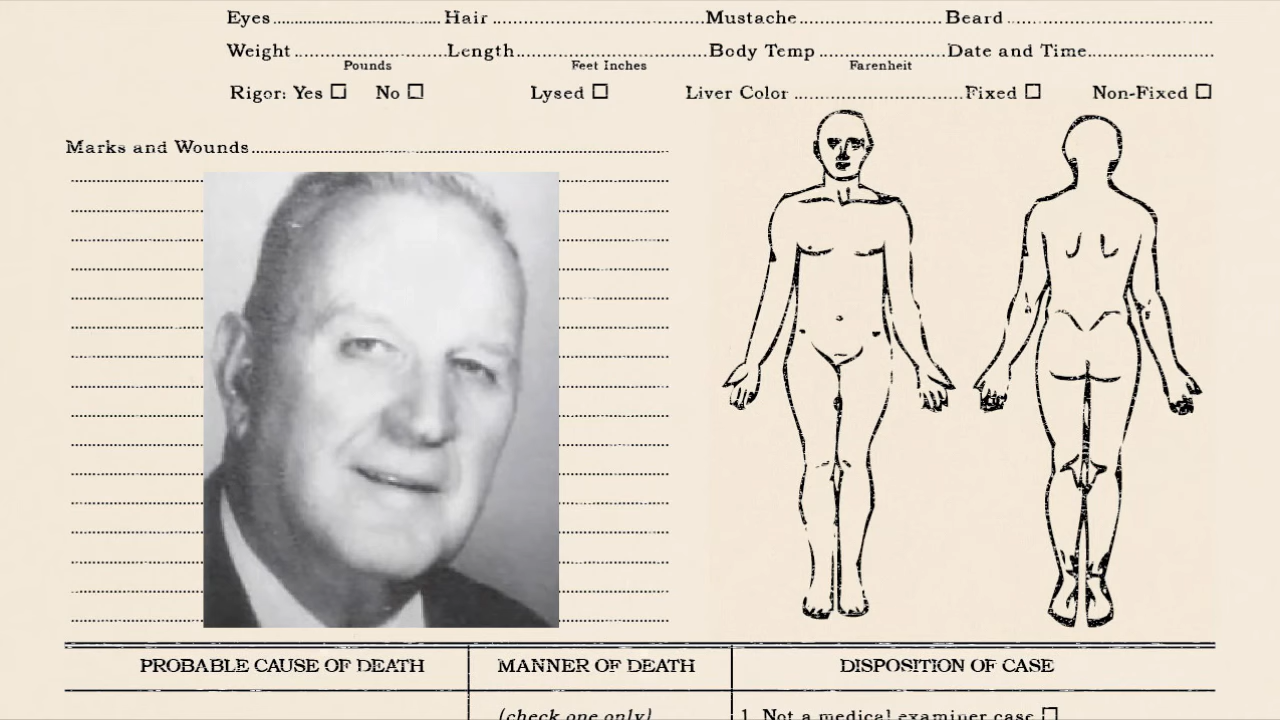 Eyes Hair Mustache Beard
Weight Length Body Temp Date and Time
Pounds Feet Inches Farenheit
Rigor: Yes No Lysed Liver Color Fixed Non-Fixed
Marks and Wounds
PROBABLE CAUSE OF DEATH MANNER OF DEATH DISPOSITION OF CASE
(check one only) 1. Not a medical examiner case